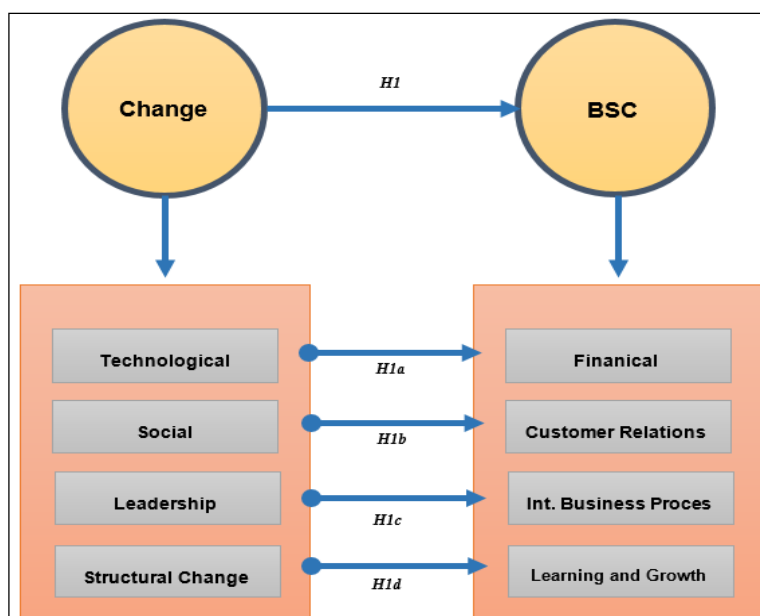 Change
H1
BSC
Technological
H1a
Finanical
Social
H1b
Customer Relations
Leadership
H1c
Int. Business Proces
Structural Change
H1d
Learning and Growth